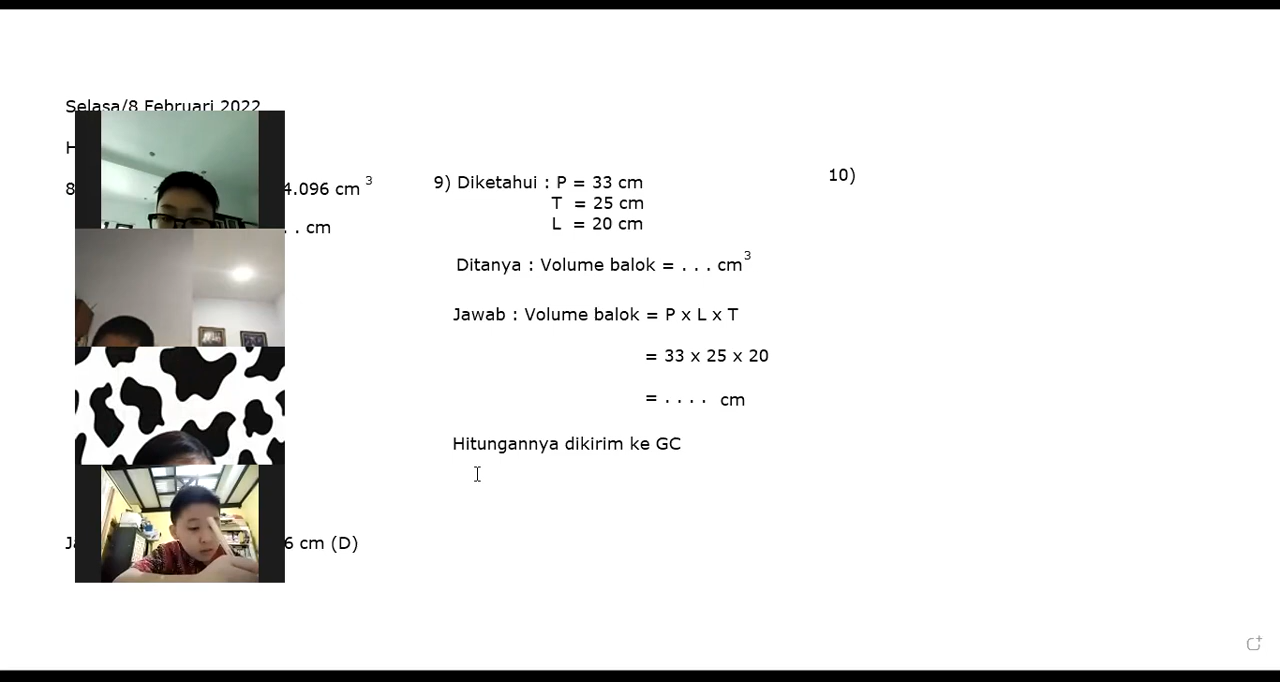 Selasa/8 Februari 2022
H
8 4.096 cm 3
. . cm
J 6 cm (D)
9) Diketahui : P = 33 cm
T = 25 cm
L = 20 cm
Ditanya : Volume balok = . . . cm 3
Jawab : Volume balok = P x L x T
= 33 x 25 x 20
= . . . . cm
Hitungannya dikirim ke GC
10)